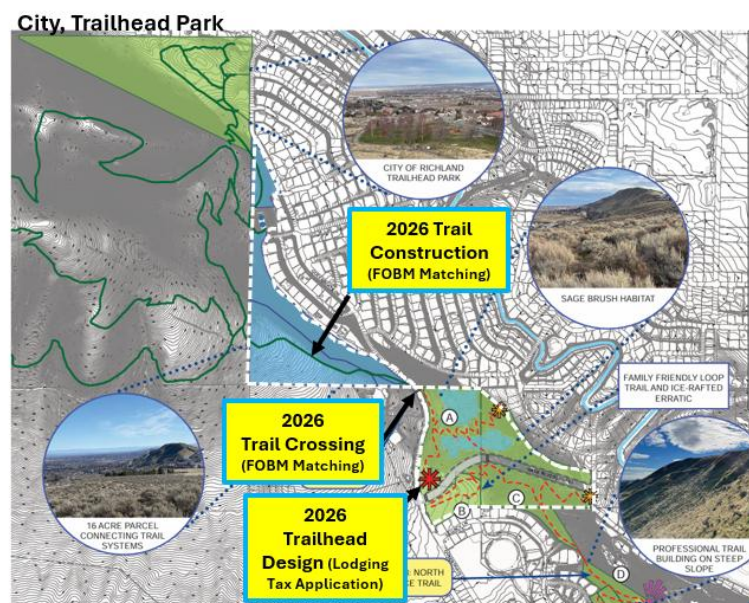 City, Trailhead Park
CITY OF RICHLAND
TRAILHEAD PARK
2026 Trail
Construction
(FOBM Matching)
SAGE BRUSH HABITAT
FAMILY FRIENDLY LOOP
TRAIL AND ICE-RAFTED
ERRATIC
2026
Trail Crossing
(FOBM Matching)
A
16 ACRE PARCEL
CONNECTING TRAIL
SYSTEMS
2026
Trailhead
Design (Lodging
Tax Application)
B
C
NORTH
TRAIL
D
PROFESSIONAL TRAIL
BUILDING ON STEEP
SLOPE